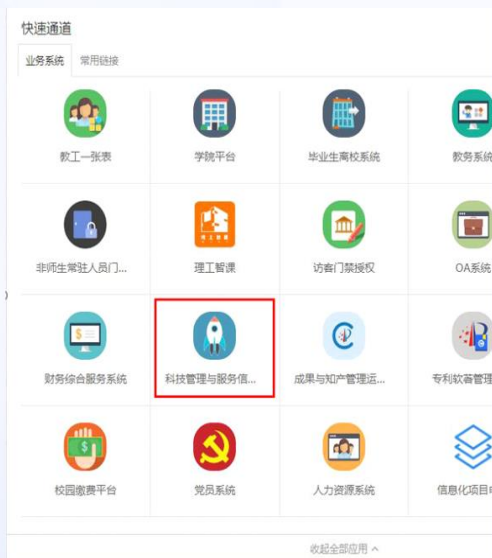 快速通道
业务系统 常用链接
教工一张表 学院平台 毕业生离校系统 教务系统
非师生常驻人员门... 理工智课 访客门禁授权 OA系统
财务综合服务系统 科技管理与服务信... 成果与知产管理运... 专利软著管理
校园缴费平台 党员系统 人力资源系统 信息化项目
收起全部应用